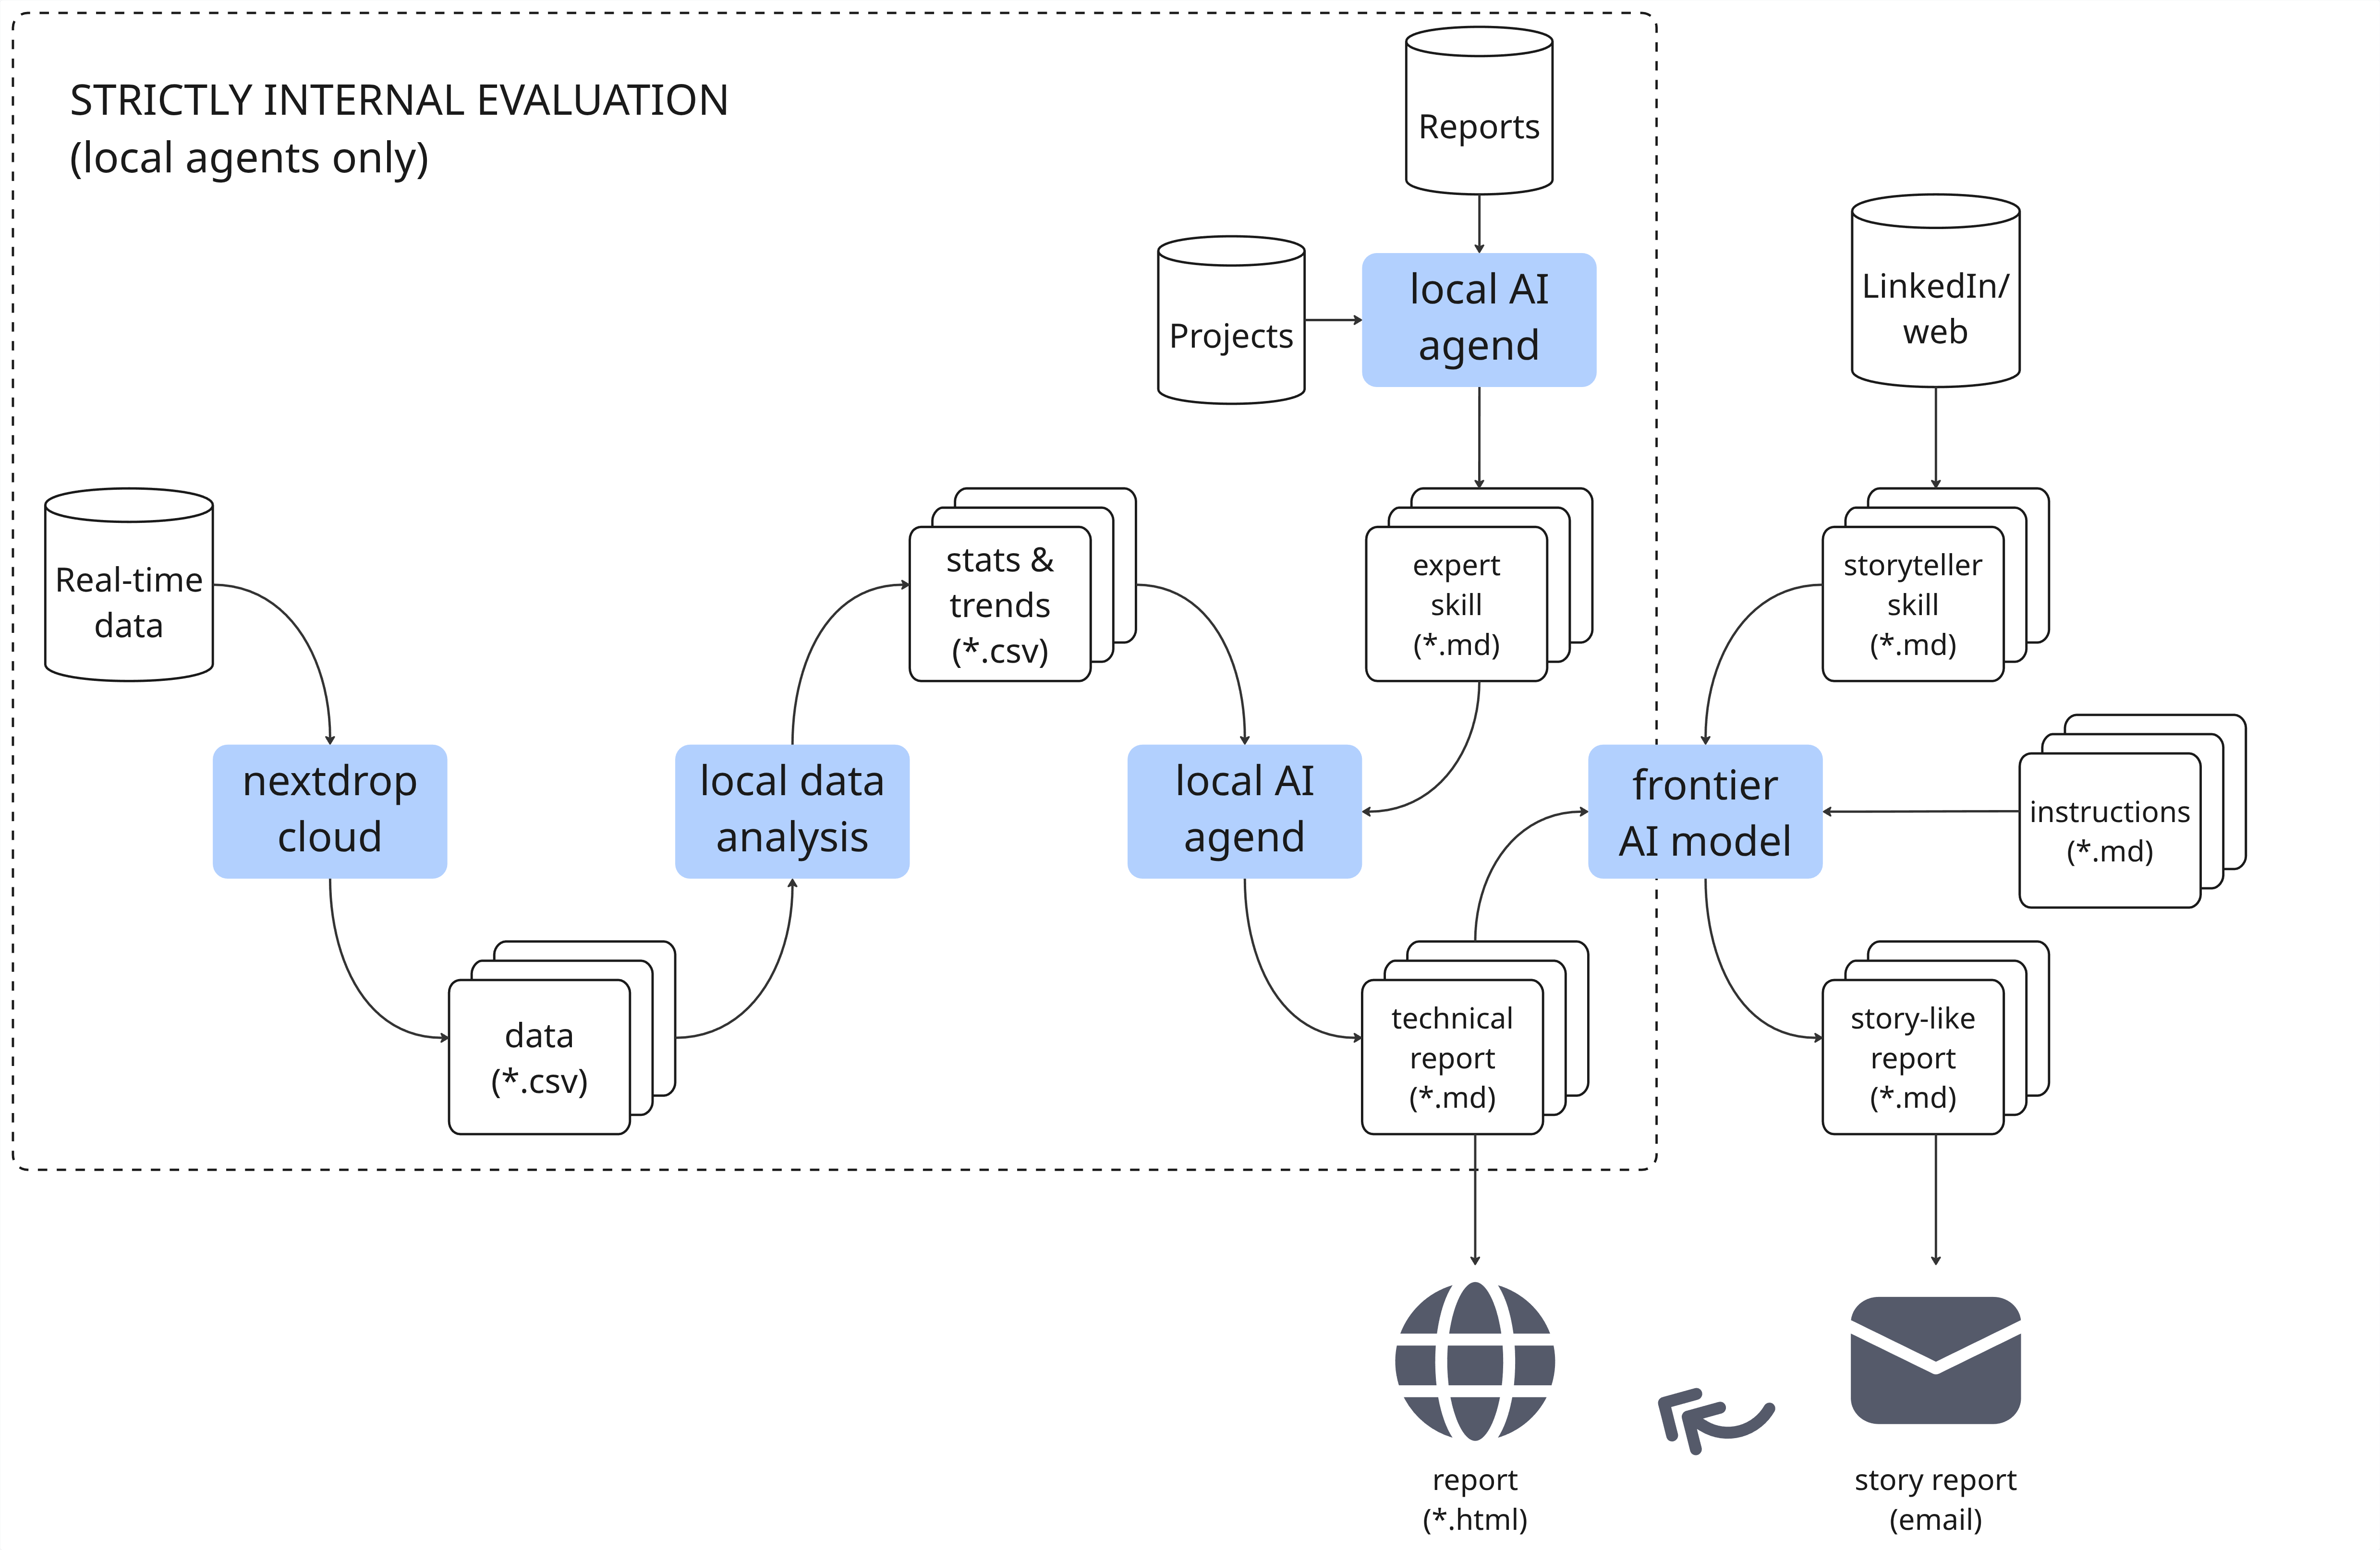 STRICTLY INTERNAL EVALUATION
(local agents only)
Reports
Projects
local AI
agend
LinkedIn/
web
Real-time
data
stats &
trends
(*.csv)
expert
skill
(*.md)
storyteller
skill
(*.md)
nextdrop
cloud
local data
analysis
local AI
agend
frontier
AI model
instructions
(*.md)
data
(*.csv)
technical
report
(*.md)
story-like
report
(*.md)
report
(*.html)
story report
(email)